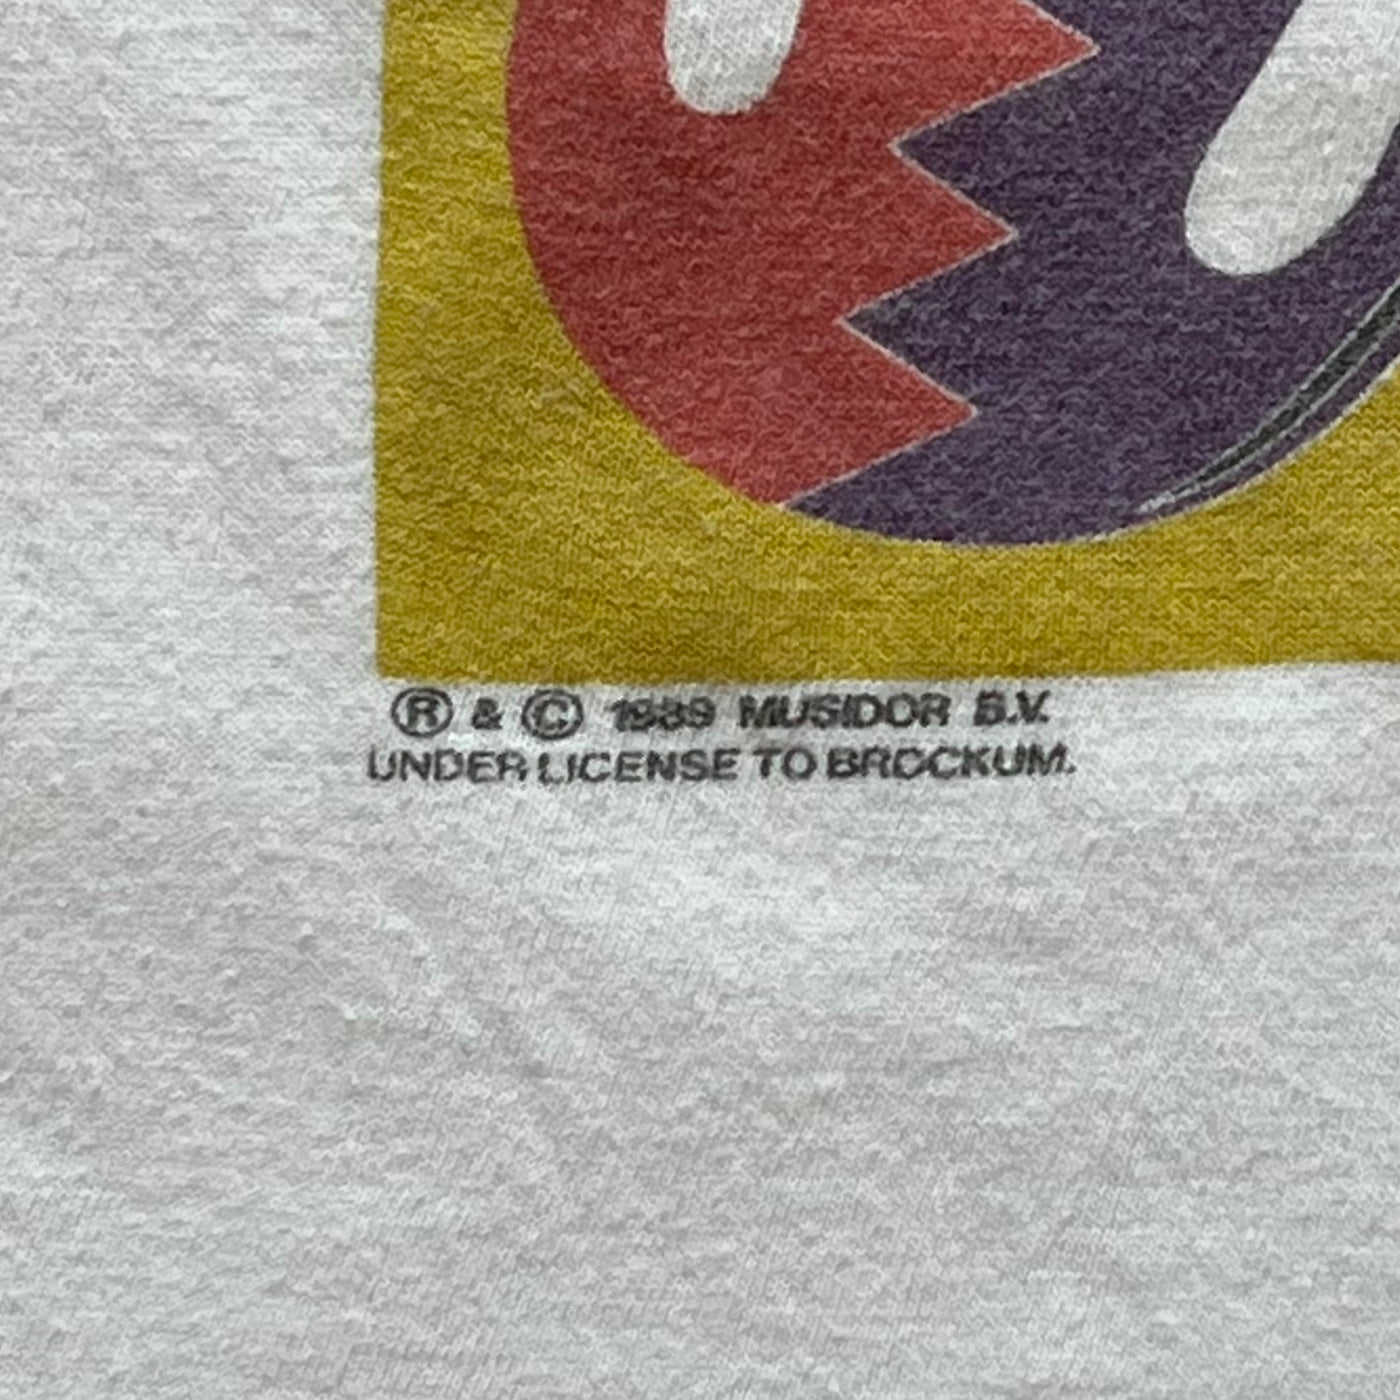 ® & © 1989 MUSIDOR B.V.
UNDER LICENSE TO BROCKUM.